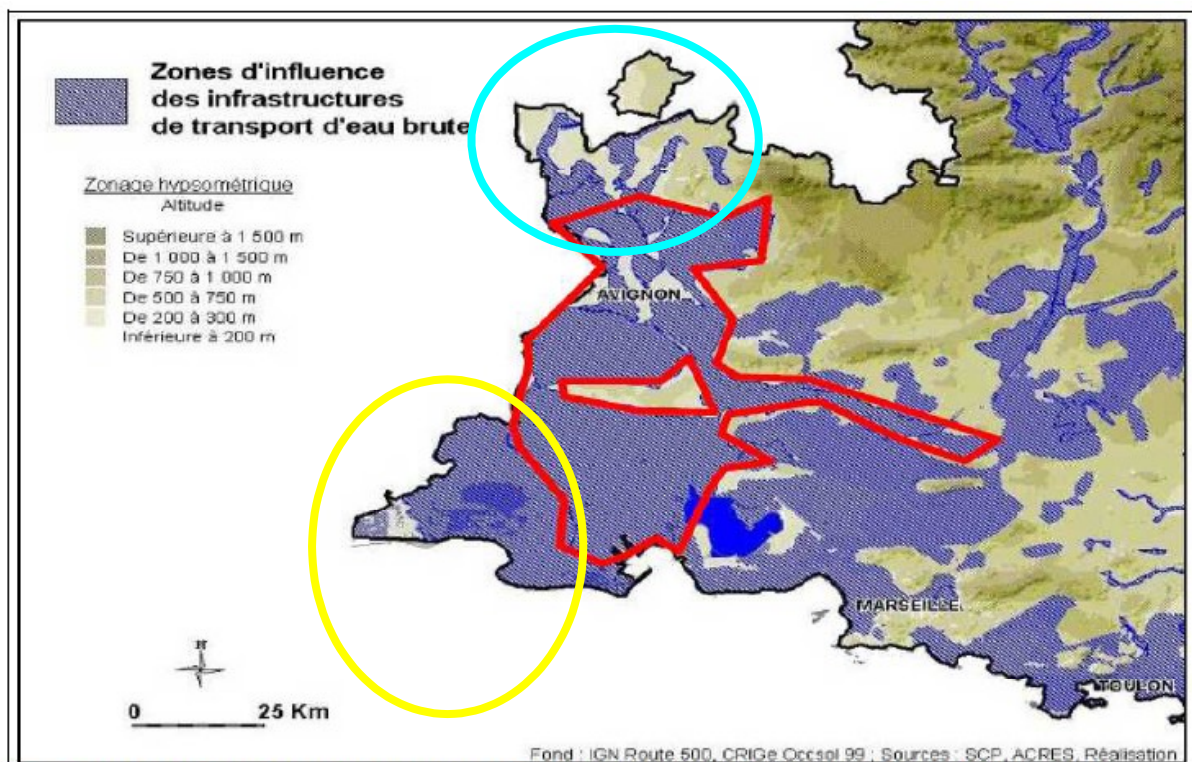 Zones d'influence
des infrastructures
de transport d'eau brute
Zonage hypsométrique
Altitude
Supérieure à 1 500 m
De 1 000 à 1 500 m
De 750 à 1 000 m
De 500 à 750 m
De 200 à 300 m
Inférieure à 200 m
AVIGNON
MARSEILLE
TOULON
N
0 25 Km
Fond : IGN Route 500, CRIGe Occsol 99 ; Sources : SCP, ACRES, Réalisation